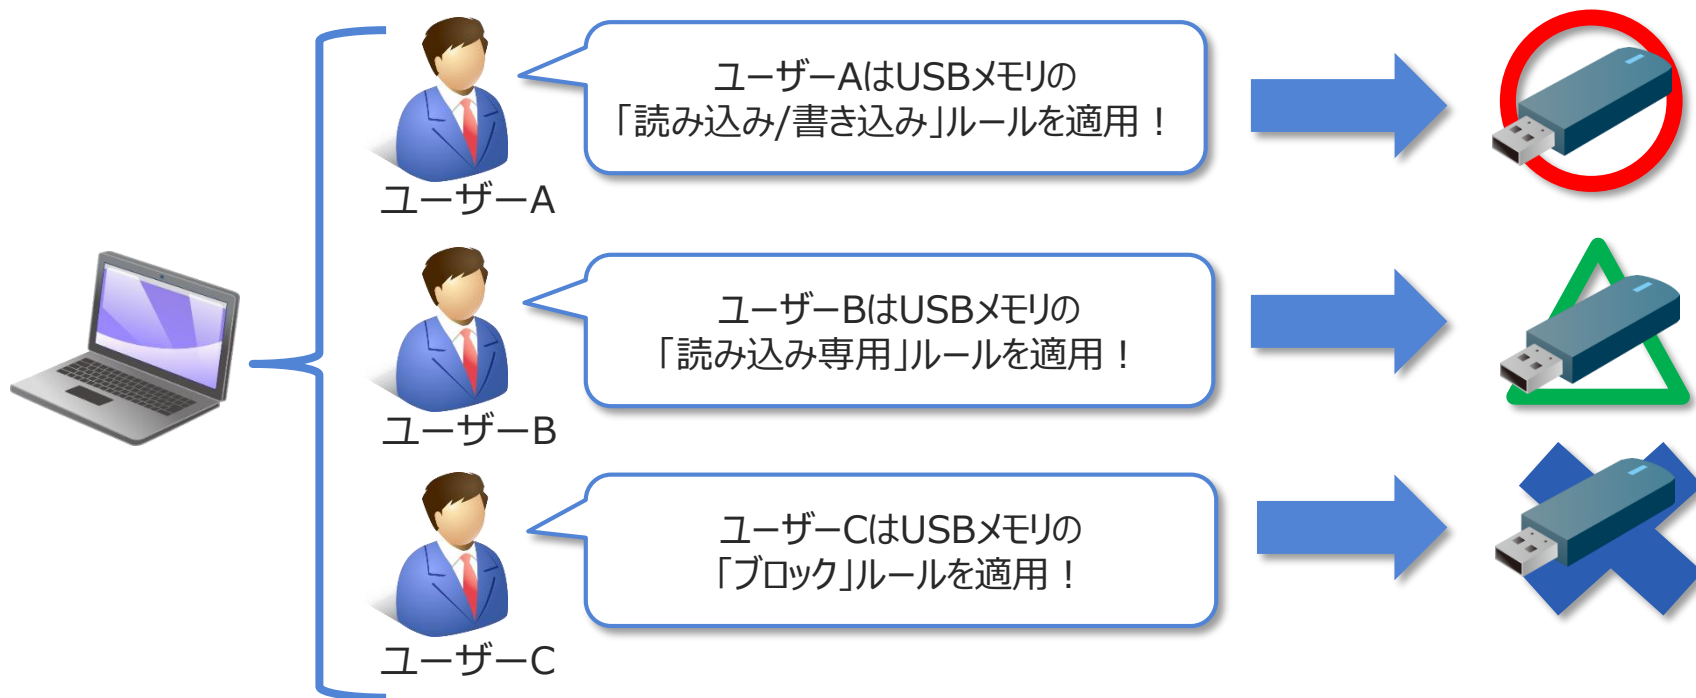 ユーザーAはUSBメモリの
「読み込み/書き込み」ルールを適用！
ユーザーA
ユーザーBはUSBメモリの
「読み込み専用」ルールを適用！
ユーザーB
ユーザーCはUSBメモリの
「ブロック」ルールを適用！
ユーザーC